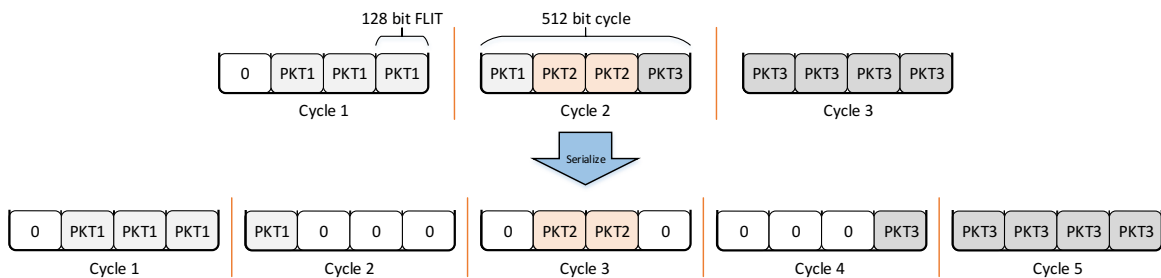 128 bit FLIT
512 bit cycle
0 PKT1 PKT1 PKT1
PKT1 PKT2 PKT2 PKT3
PKT3 PKT3 PKT3 PKT3
Cycle 1
Cycle 2
Cycle 3
Serialize
0 PKT1 PKT1 PKT1
PKT1 0 0 0
0 PKT2 PKT2 0
0 0 0 PKT3
PKT3 PKT3 PKT3 PKT3
Cycle 1
Cycle 2
Cycle 3
Cycle 4
Cycle 5